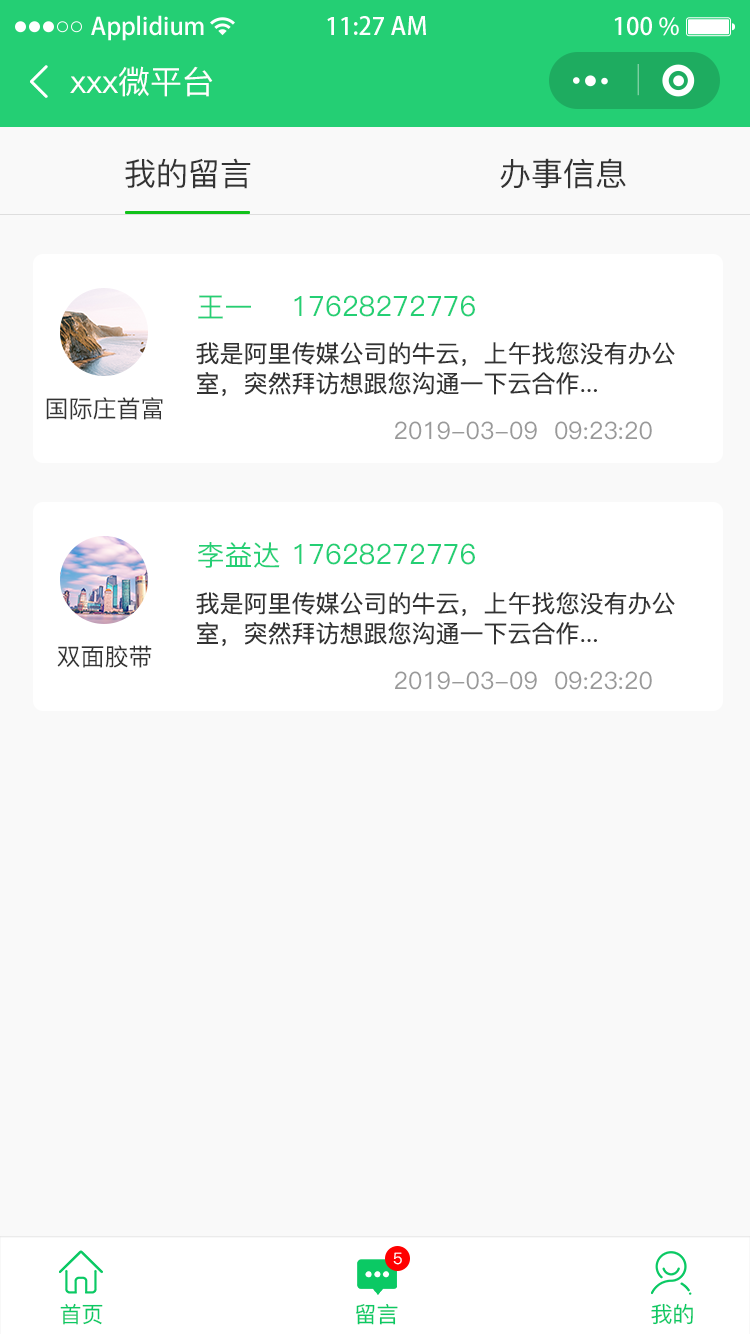 Applidium 11:27 AM 100 %
xxx微平台
我的留言 办事信息
王一 17628272776
我是阿里传媒公司的牛云，上午找您没有办公
室，突然拜访想跟您沟通一下云合作...
国际庄首富
2019-03-09 09:23:20
李益达 17628272776
我是阿里传媒公司的牛云，上午找您没有办公
室，突然拜访想跟您沟通一下云合作...
双面胶带
2019-03-09 09:23:20
5
首页 留言 我的